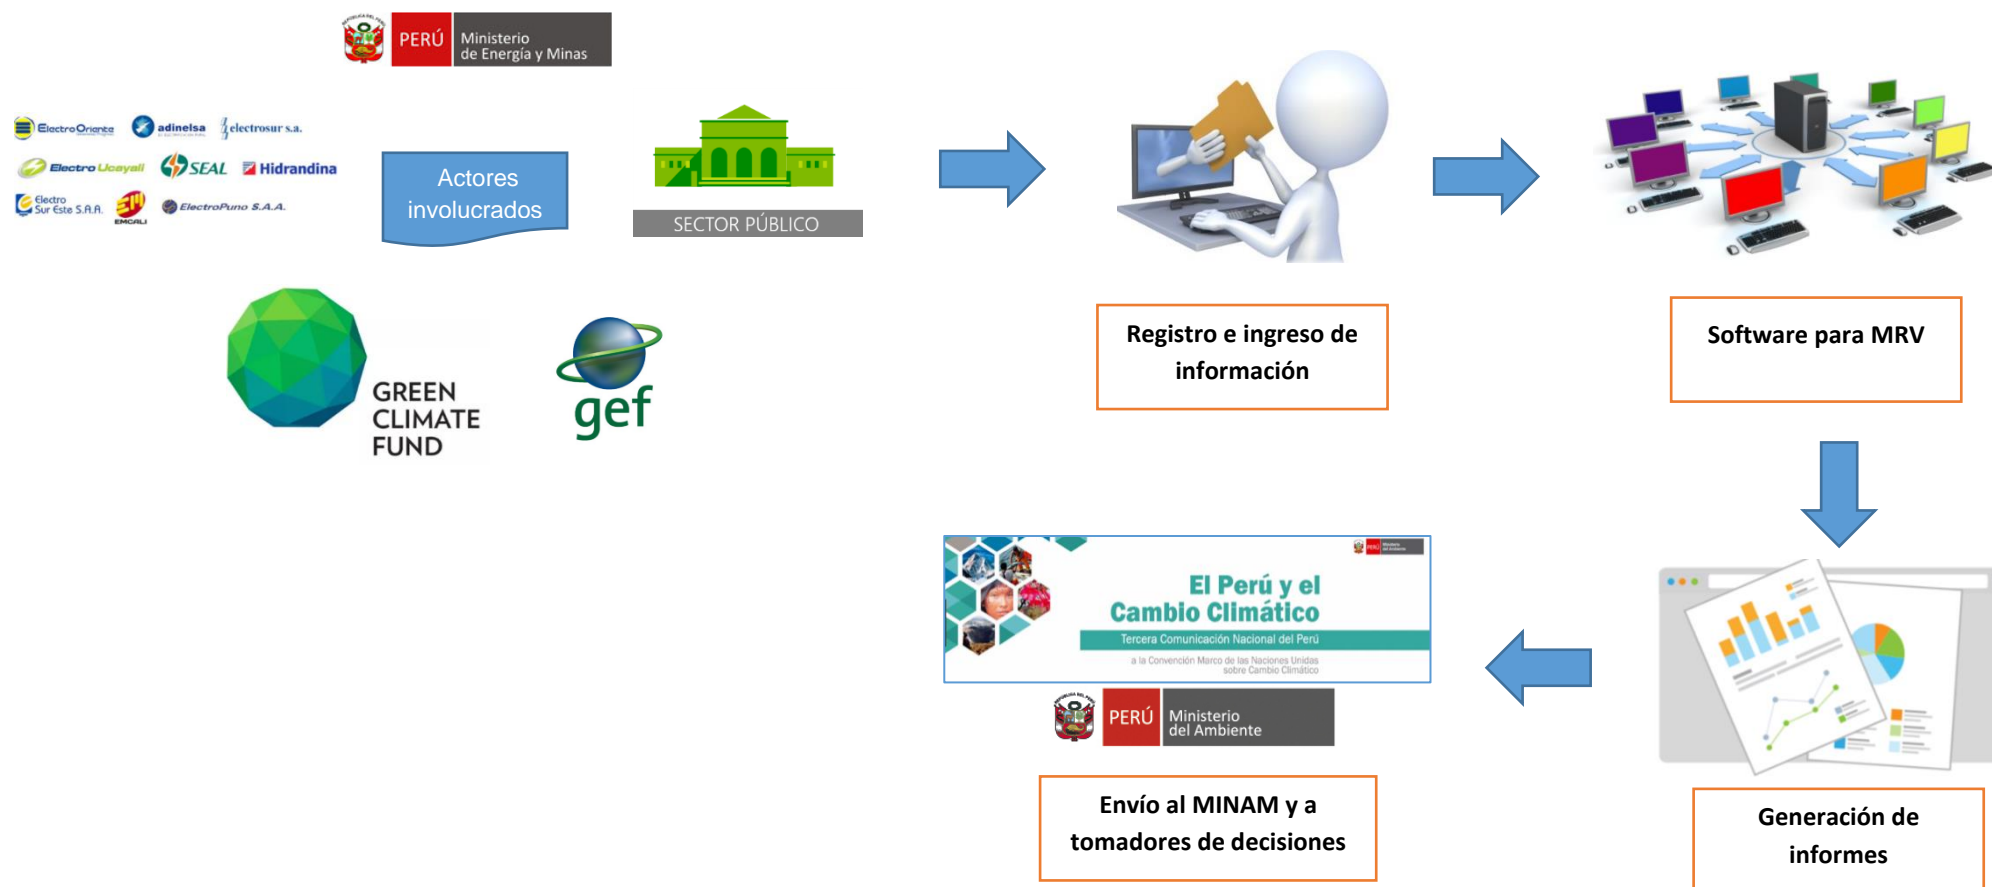 PERÚ
Ministerio
de Energía y Minas
Electro Oriente
adinelsa
electrosur s.a.
Electro Ucayali
SEAL
Hidrandina
Electro
Sur Este S.A.A.
EMCALI
ElectroPuno S.A.A.
Actores
involucrados
SECTOR PÚBLICO
GREEN
CLIMATE
FUND
gef
Registro e ingreso de
información
Software para MRV
El Perú y el
Cambio Climático
Tercera Comunicación Nacional del Perú
a la Convención Marco de las Naciones Unidas
sobre Cambio Climático
PERÚ
Ministerio
del Ambiente
Envío al MINAM y a
tomadores de decisiones
Generación de
informes